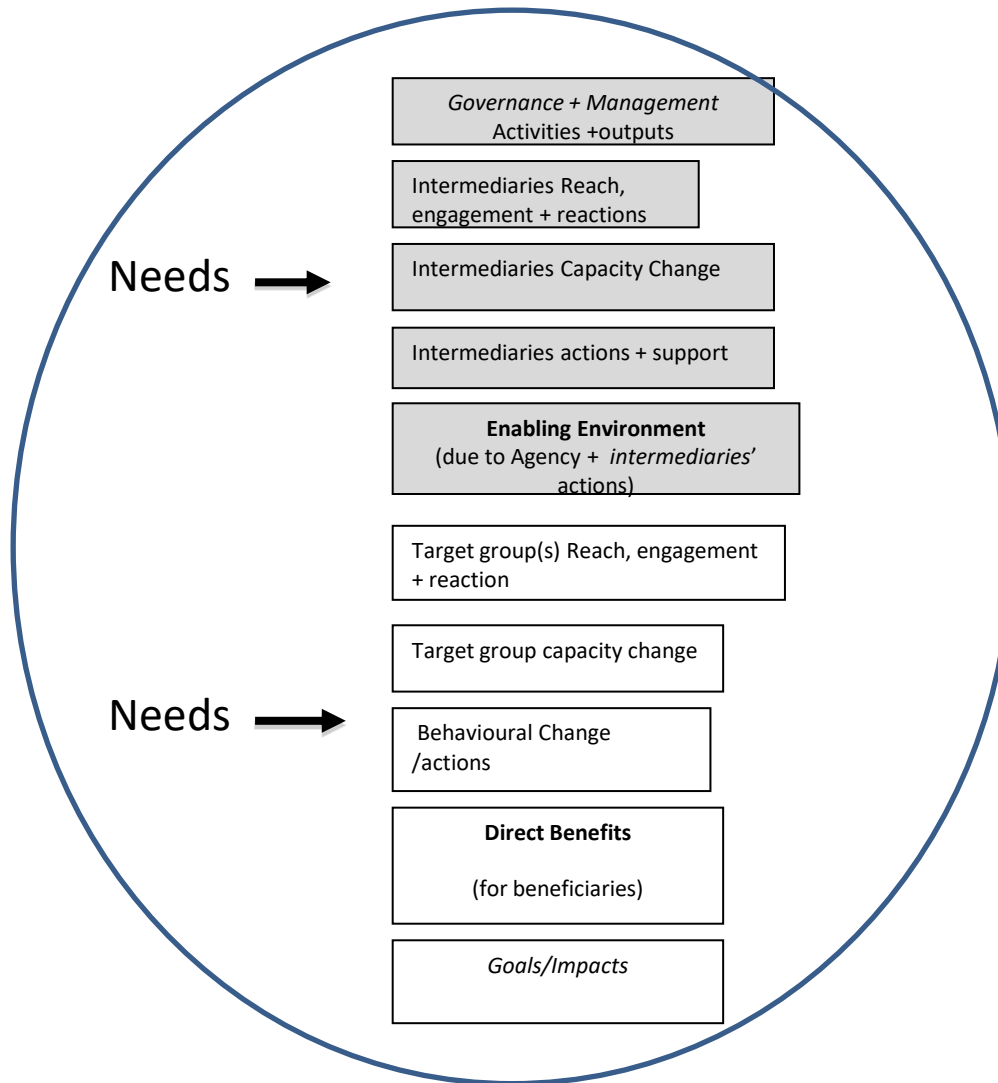 Governance + Management
Activities +outputs
Intermediaries Reach,
engagement + reactions
Needs
Intermediaries Capacity Change
Intermediaries actions + support
Enabling Environment
(due to Agency + intermediaries'
actions)
Target group(s) Reach, engagement
+ reaction
Target group capacity change
Needs
Behavioural Change
/actions
Direct Benefits
(for beneficiaries)
Goals/Impacts